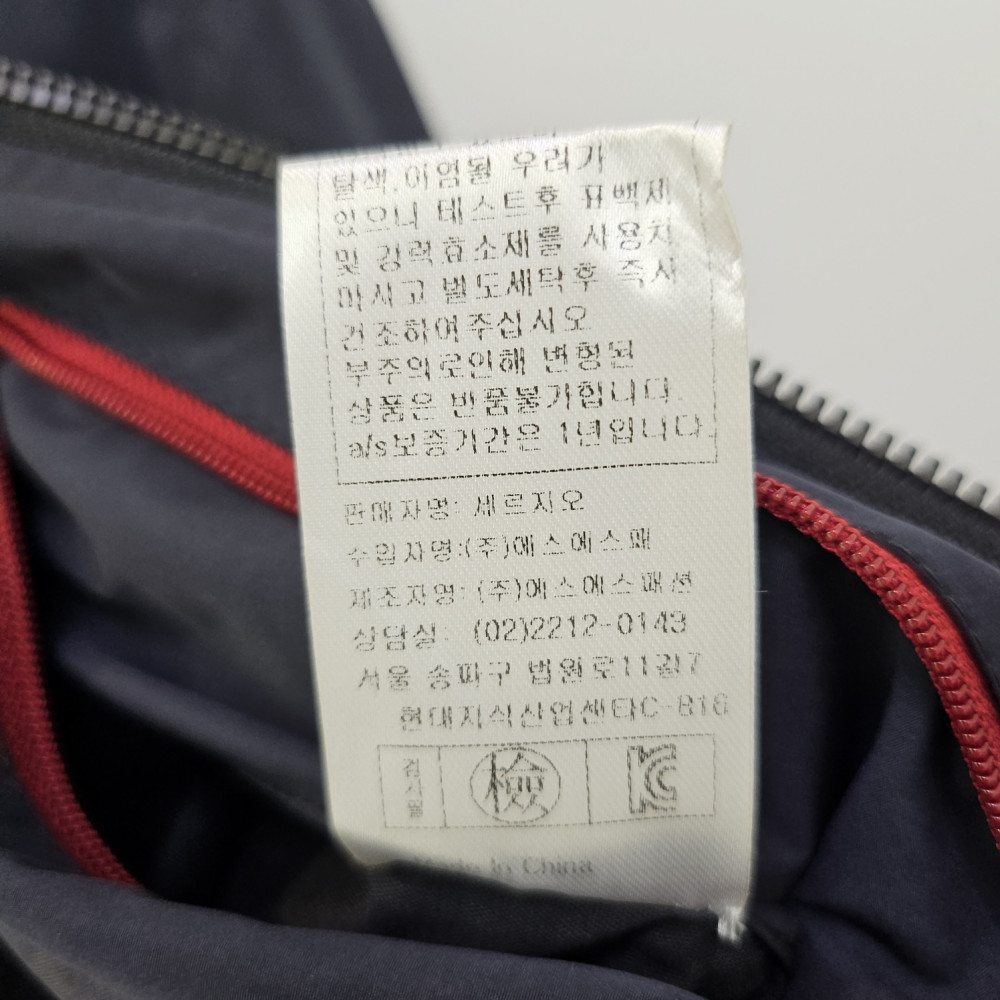 탈색.이염될 우려가
있으니 테스트후 표백제
및 강력효소제를 사용치
마시고 별도세탁후 즉시
건조하여주십시오
부주의로인해 변형된
상품은 반품불가합니다.
a/s보증기간은 1년입니다.
판매자명: 세르지오
수입자명:(주)에스에스패
제조자명: (주)에스에스패션
상담실: (02)2212-0149
서울 송파구 법원로11길7
현대지식산업센타C-816
검사필 檢 KC
Made In China